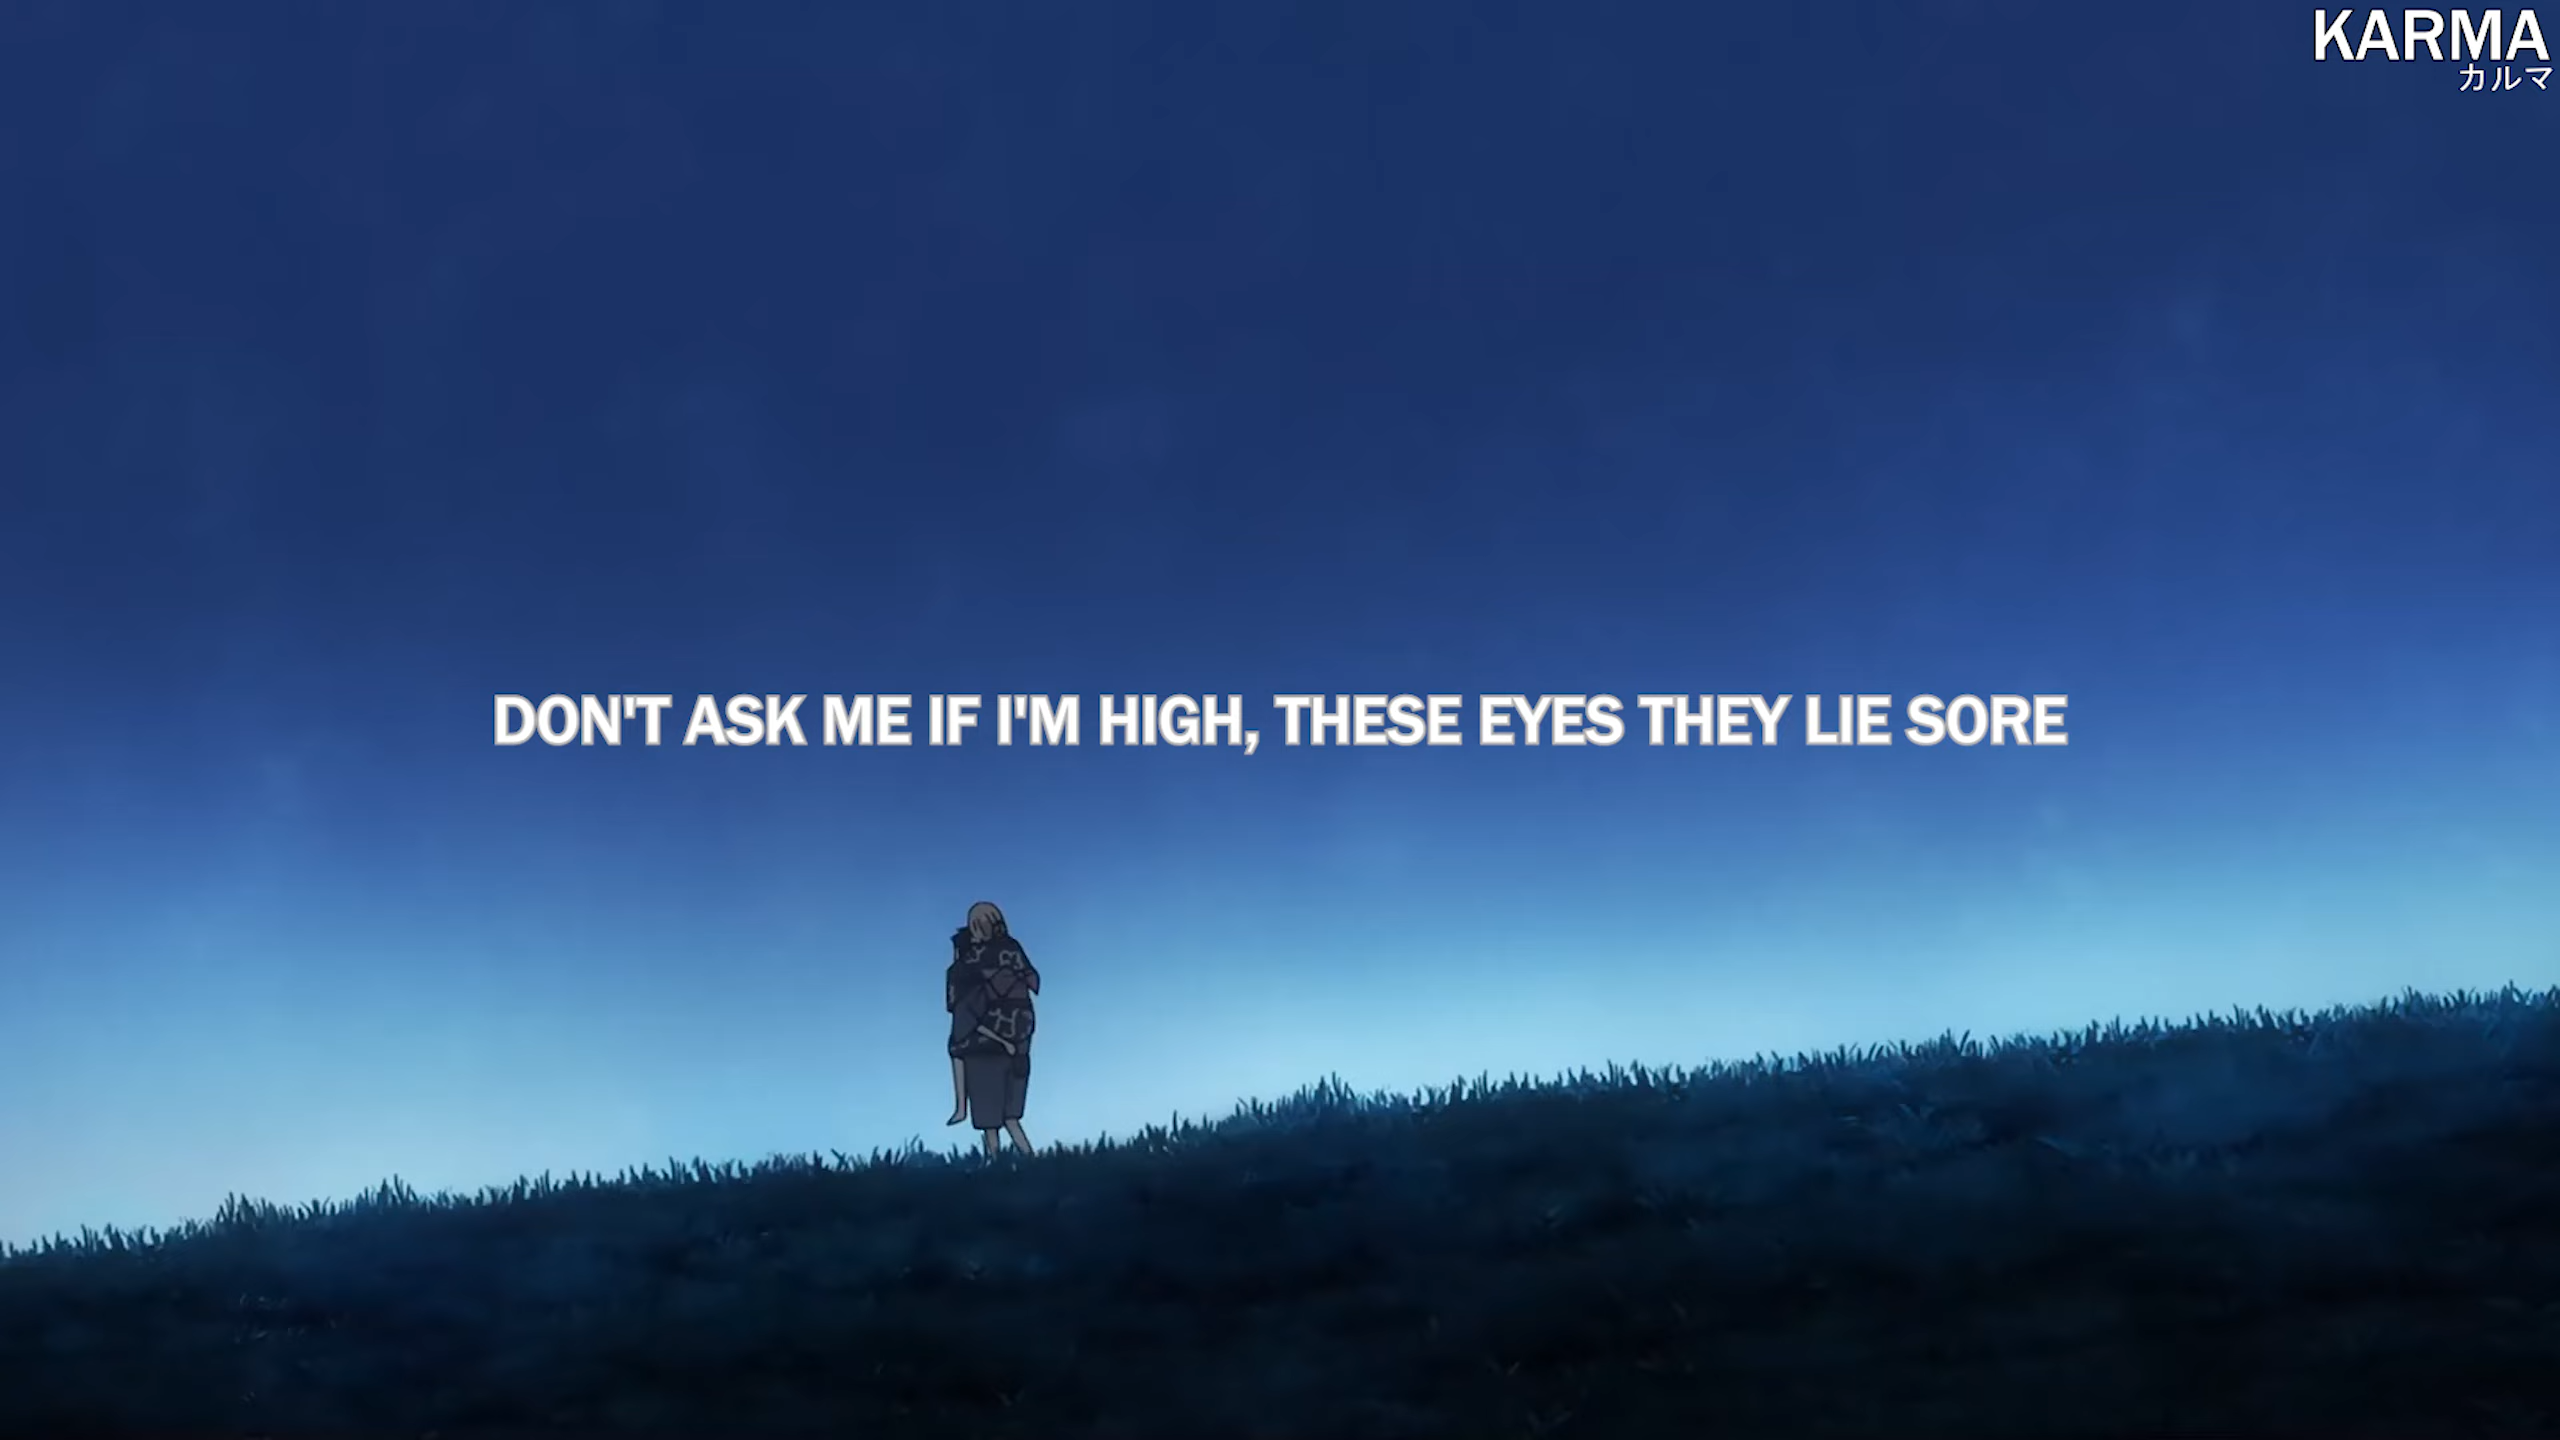 KARMA
カルマ
DON'T ASK ME IF I'M HIGH, THESE EYES THEY LIE SORE